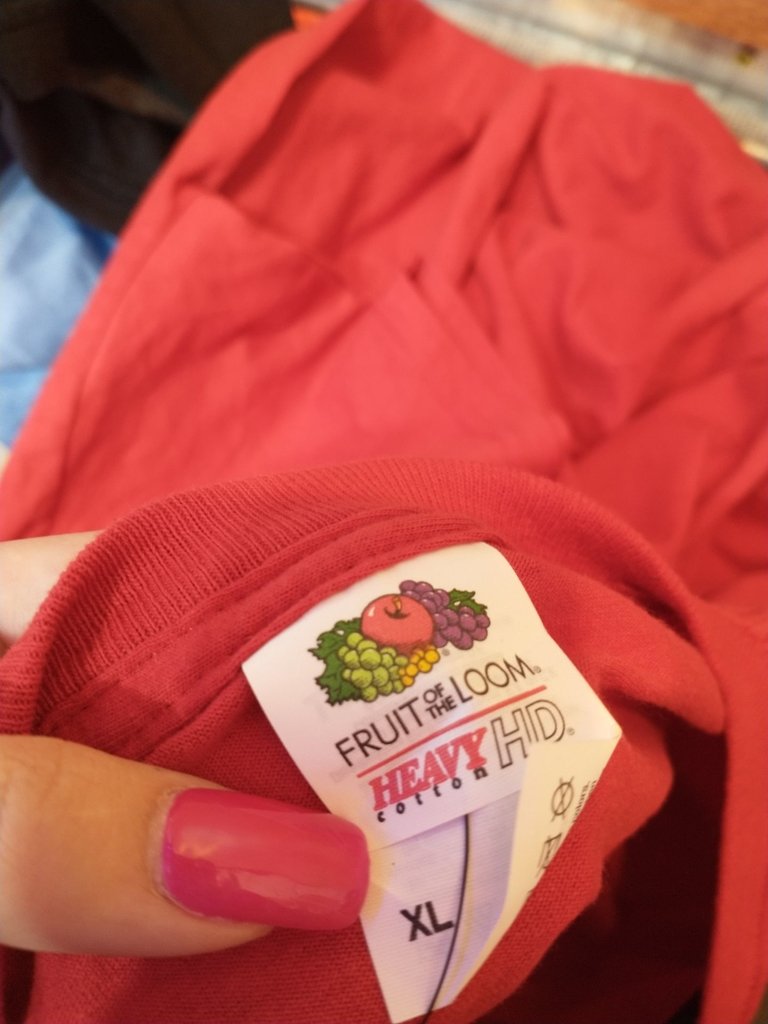 FRUIT OF THE LOOM®
HEAVY HD®
cotton
XL